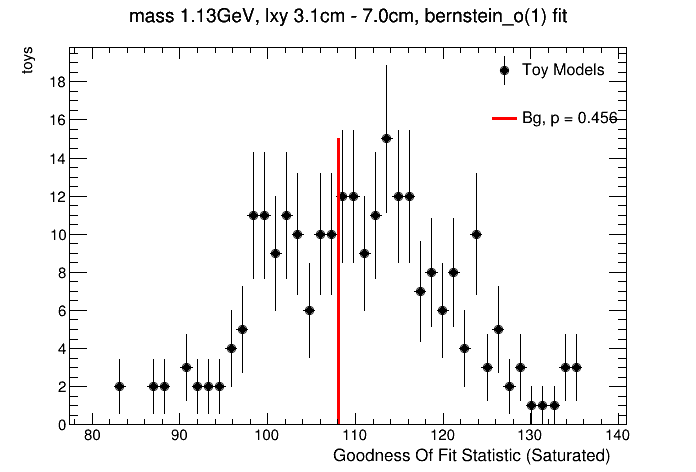 mass 1.13GeV, lxy 3.1cm - 7.0cm, bernstein_o(1) fit
toys
Toy Models
Bg, p = 0.456
18
16
14
12
10
8
6
4
2
0
80 90 100 110 120 130 140
Goodness Of Fit Statistic (Saturated)